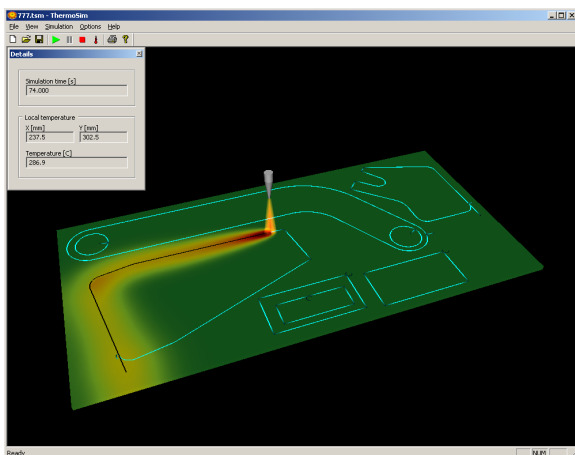 777.tsm - ThermoSim
File View Simulation Options Help
Details
Simulation time [s]
74.000
Local temperature
X [mm] Y [mm]
237.5 302.5
Temperature [C]
286.9
Ready NUM